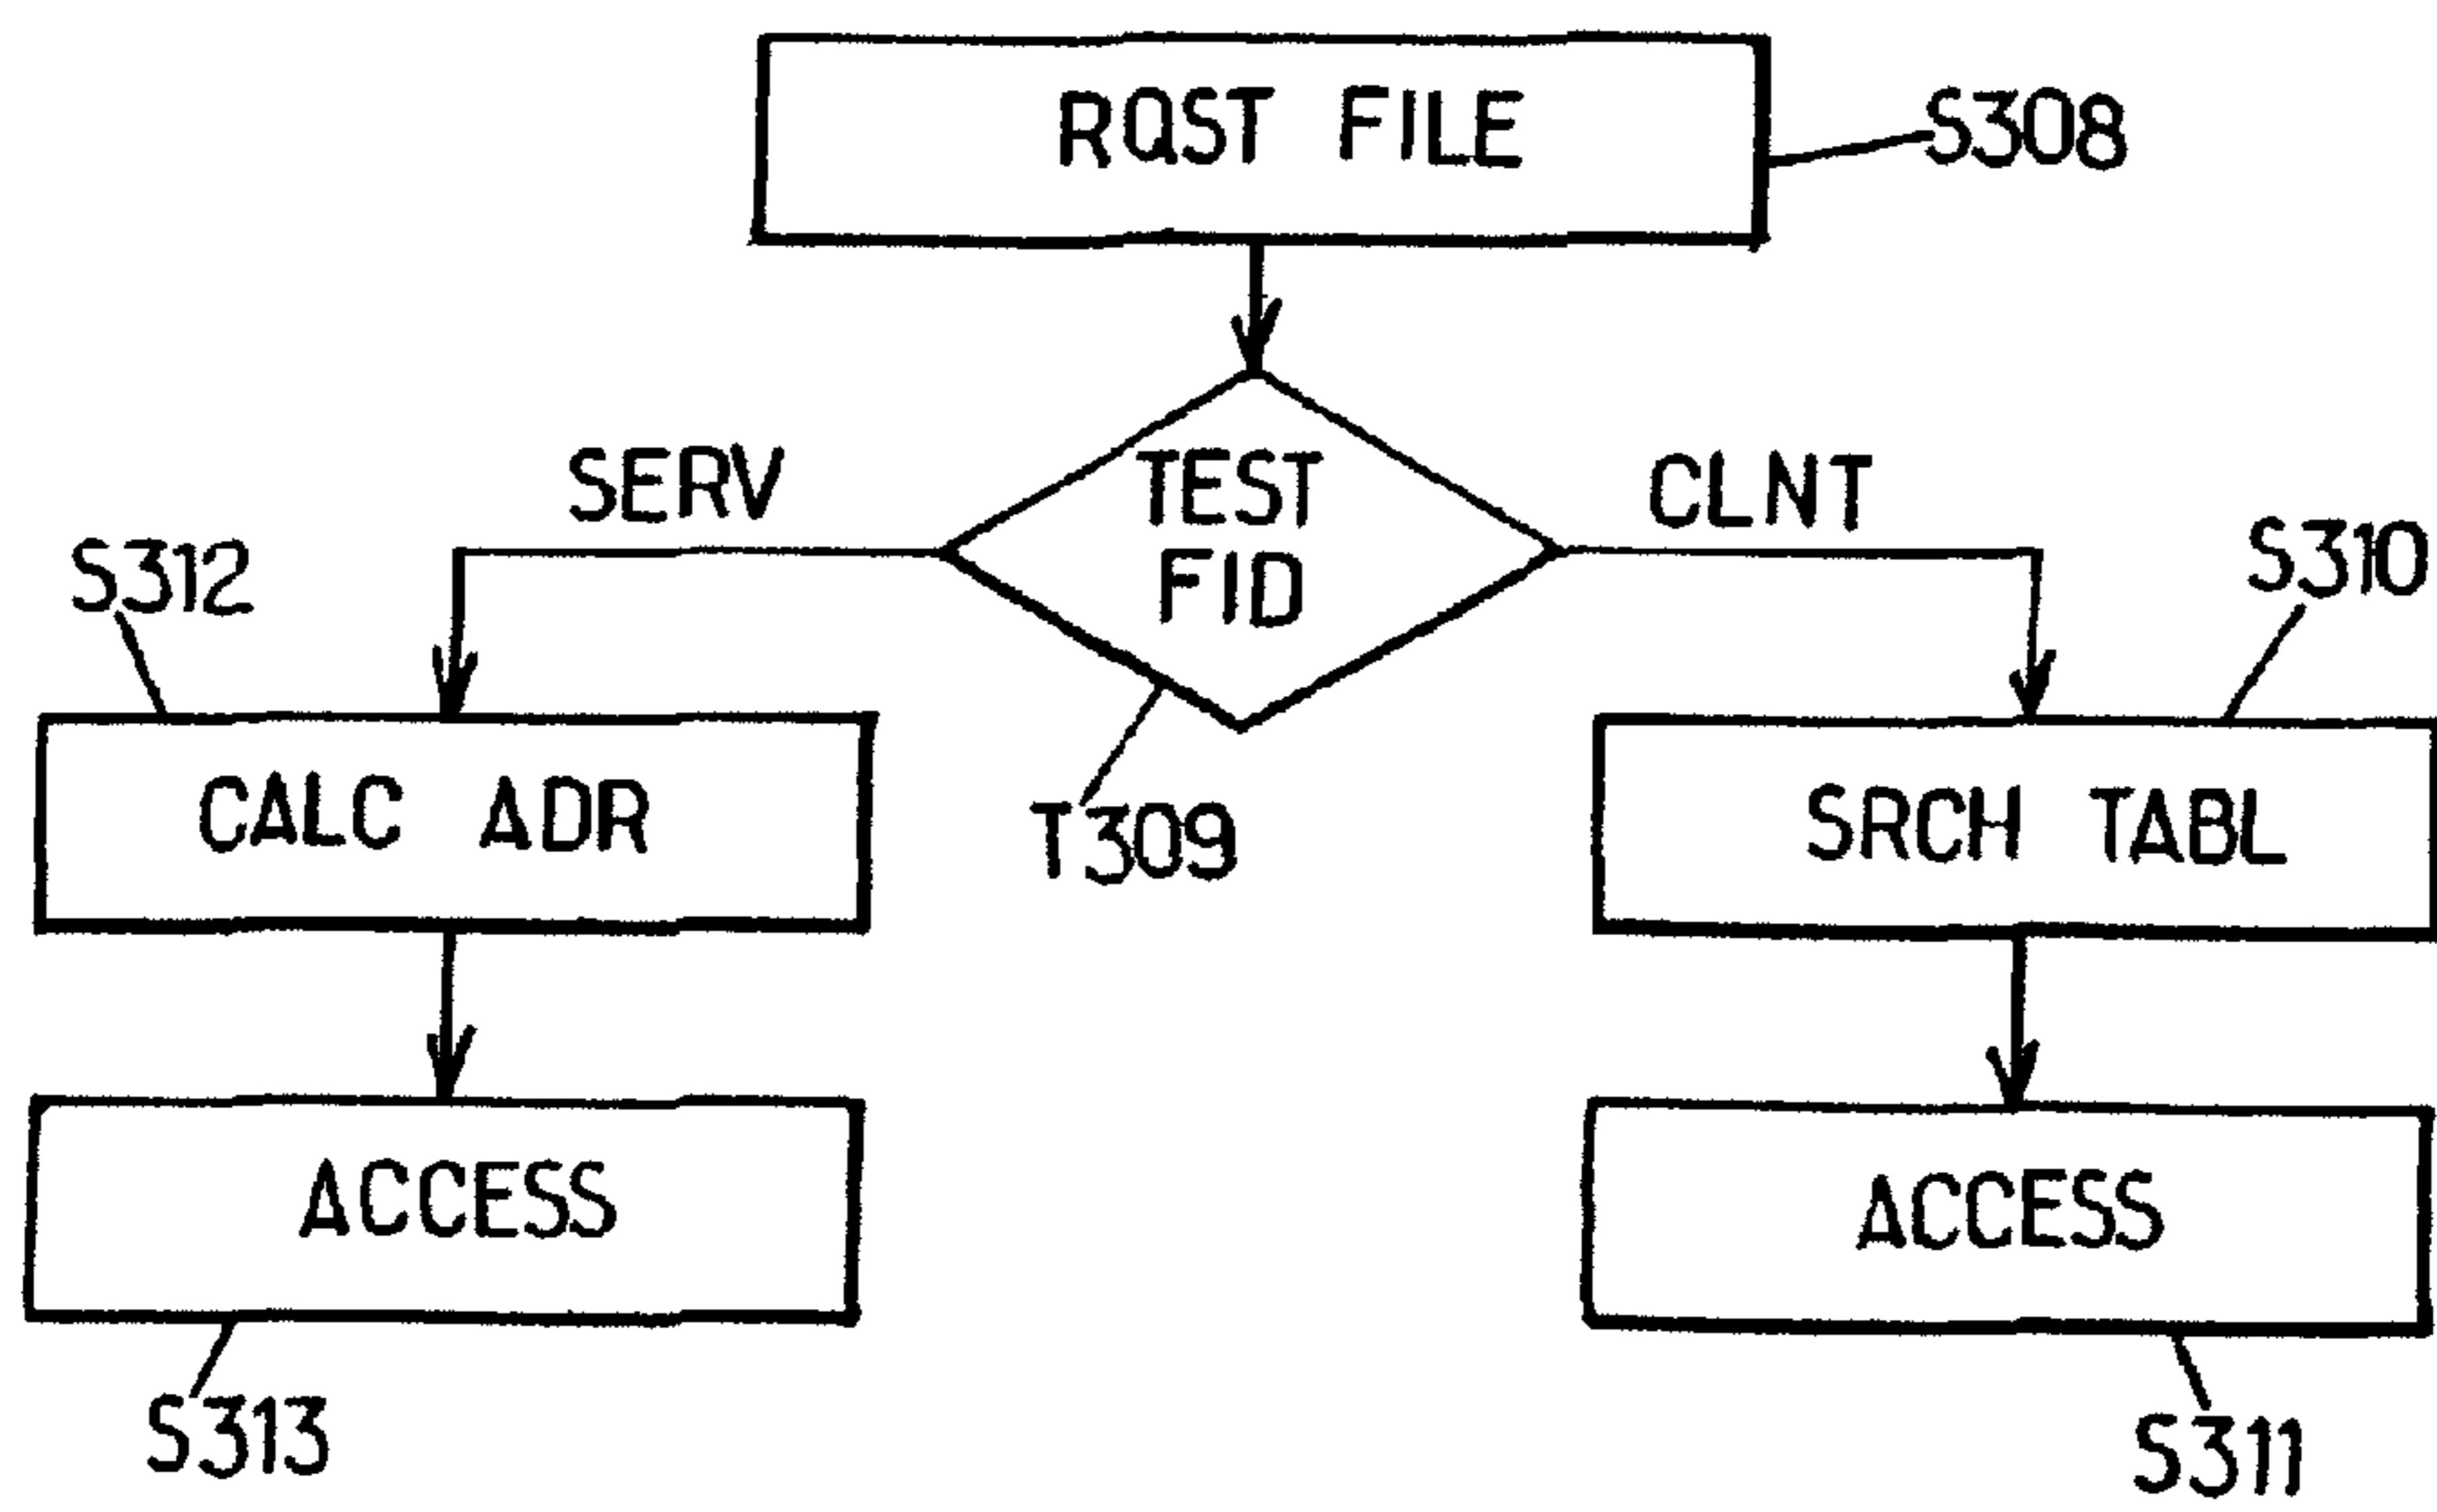 RQST FILE
S308
SERV
TEST
FID
CLNT
S312
S310
CALC ADR
T309
SRCH TABL
ACCESS
ACCESS
S313
S311